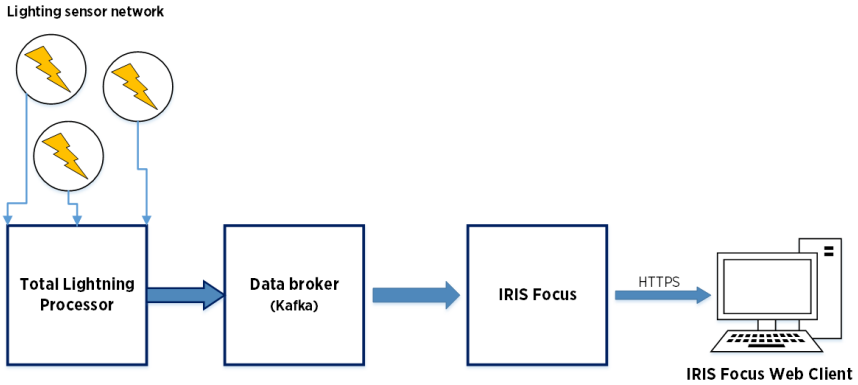 Lighting sensor network
Total Lightning
Processor
Data broker
(Kafka)
IRIS Focus
HTTPS
IRIS Focus Web Client